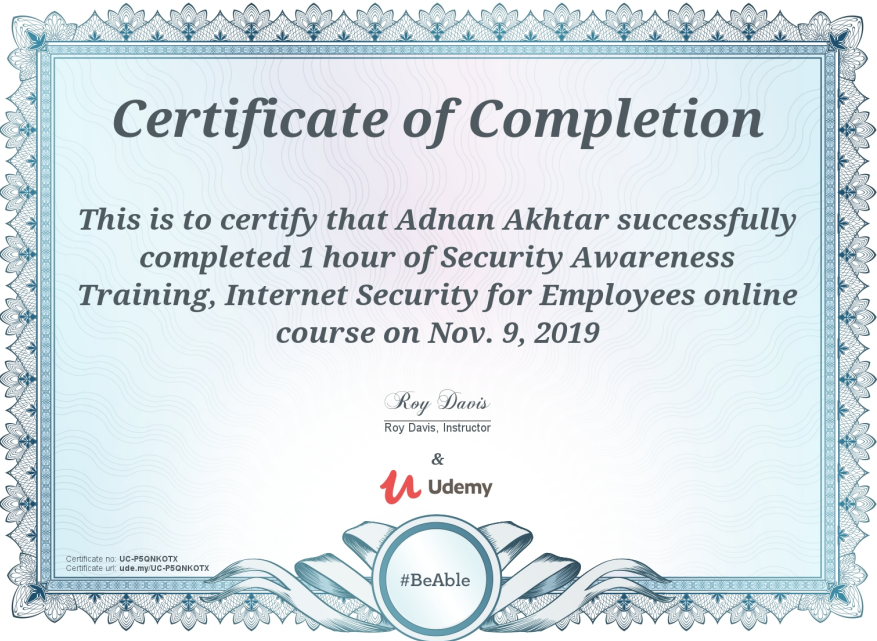 Certificate of Completion
This is to certify that Adnan Akhtar successfully
completed 1 hour of Security Awareness
Training, Internet Security for Employees online
course on Nov. 9, 2019
Roy Davis
Roy Davis, Instructor
&
Udemy
Certificate no: UC-P5QNKOTX
Certificate url: ude.my/UC-P5QNKOTX
#BeAble